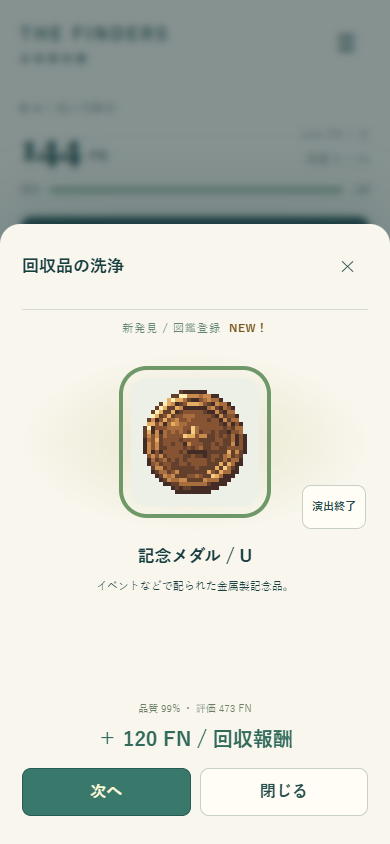 THE FINDERS
144 FN
回収品の洗浄
新発見 / 図鑑登録 NEW！
演出終了
記念メダル / U
イベントなどで配られた金属製記念品。
品質 99% ・ 評価 473 FN
＋ 120 FN / 回収報酬
次へ
閉じる